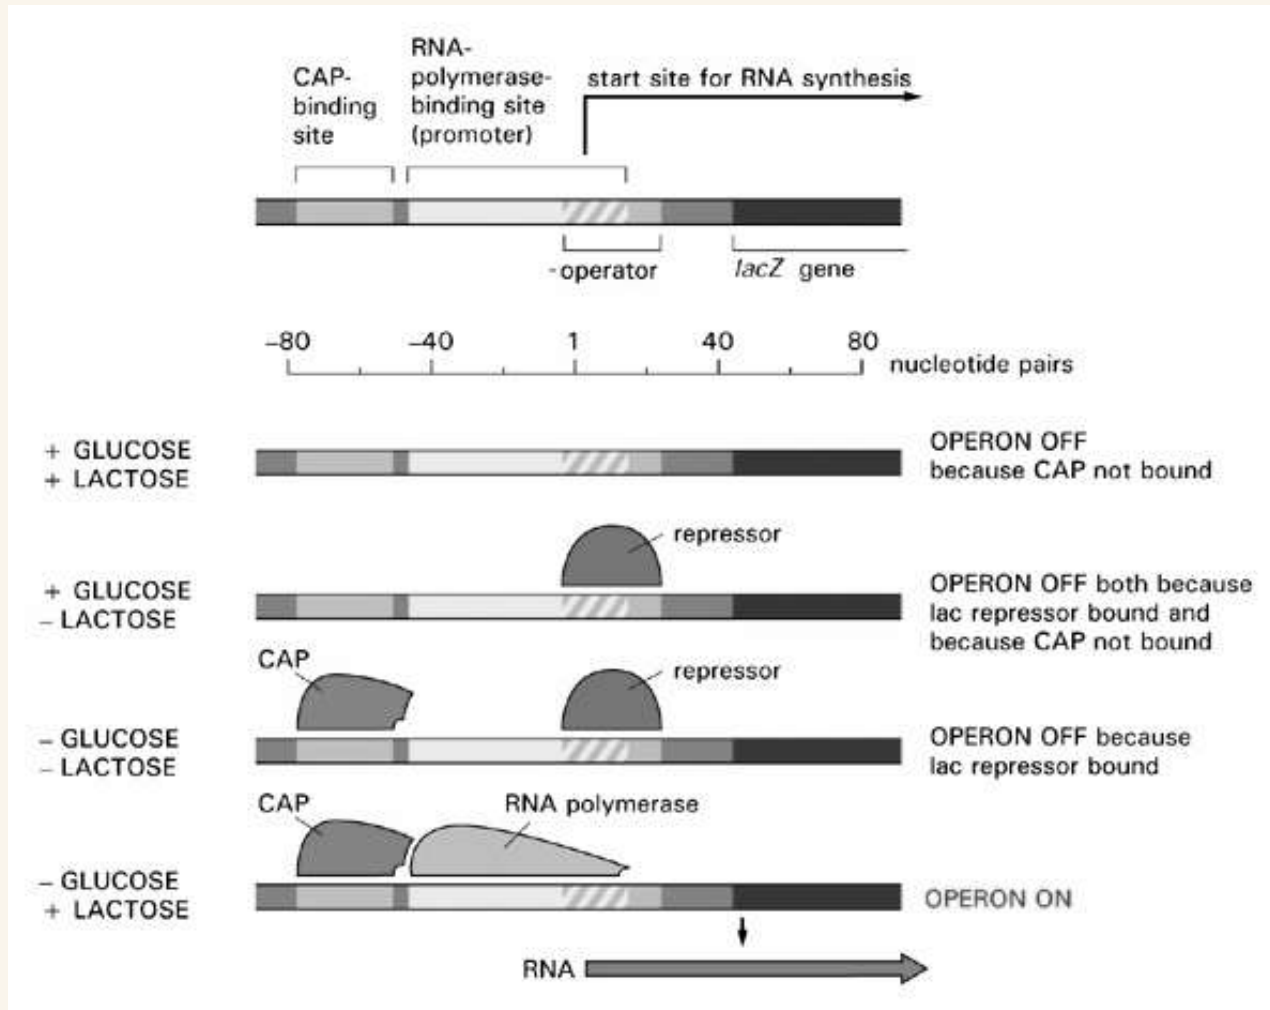 CAP-
binding
site
RNA-
polymerase-
binding site
(promoter)
start site for RNA synthesis
-operator
lacZ gene
–80 –40 1 40 80
nucleotide pairs
+ GLUCOSE
+ LACTOSE
OPERON OFF
because CAP not bound
repressor
+ GLUCOSE
– LACTOSE
OPERON OFF both because
lac repressor bound and
because CAP not bound
CAP
repressor
– GLUCOSE
– LACTOSE
OPERON OFF because
lac repressor bound
CAP
RNA polymerase
– GLUCOSE
+ LACTOSE
OPERON ON
RNA